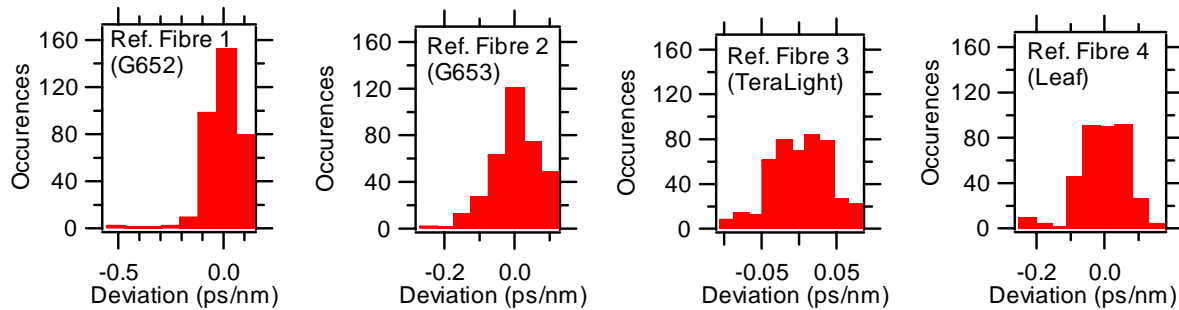 Occurences
160
120
80
40
0
Ref. Fibre 1
(G652)
-0.5
0.0
Deviation (ps/nm)
Occurences
160
120
80
40
0
Ref. Fibre 2
(G653)
-0.2
0.0
Deviation (ps/nm)
Occurences
160
120
80
40
0
Ref. Fibre 3
(TeraLight)
-0.05
0.05
Deviation (ps/nm)
Occurences
160
120
80
40
0
Ref. Fibre 4
(Leaf)
-0.2
0.0
Deviation (ps/nm)